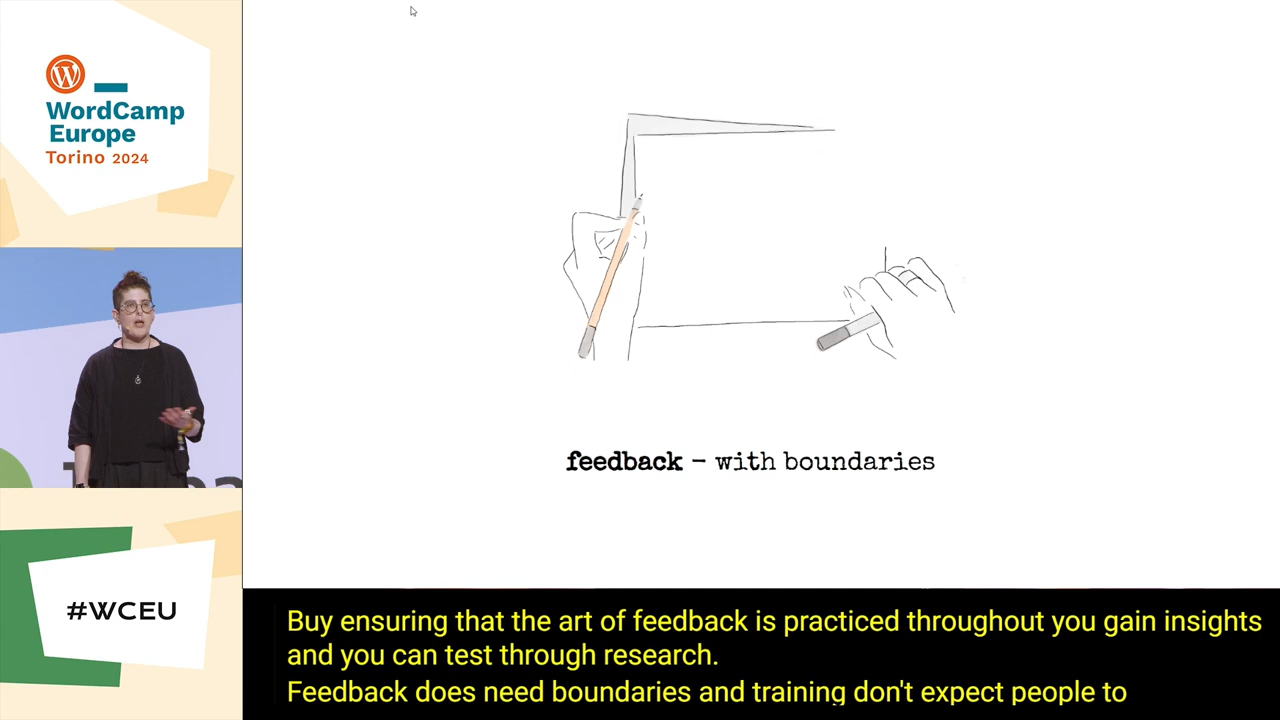 WordCamp
Europe
Torino 2024
#WCEU
feedback - with boundaries
Buy ensuring that the art of feedback is practiced throughout you gain insights
and you can test through research.
Feedback does need boundaries and training don't expect people to